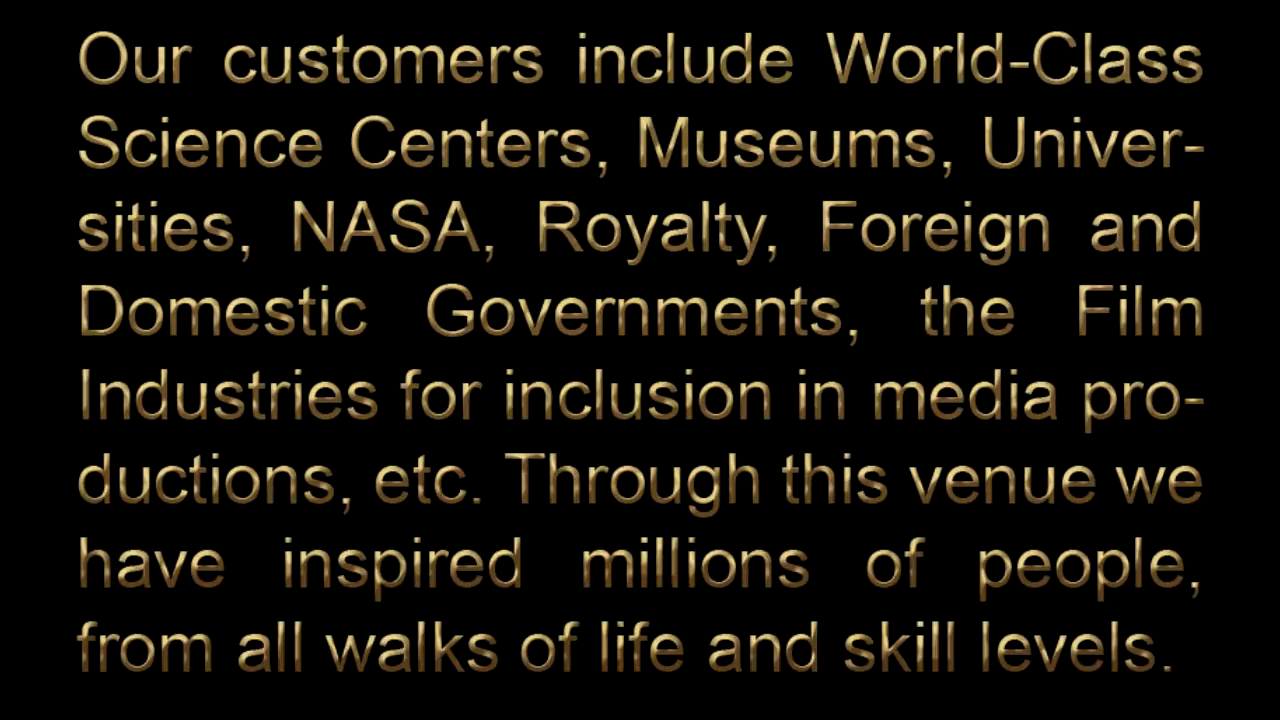 Our customers include World-Class
Science Centers, Museums, Univer-
sities, NASA, Royalty, Foreign and
Domestic Governments, the Film
Industries for inclusion in media pro-
ductions, etc. Through this venue we
have inspired millions of people,
from all walks of life and skill levels.